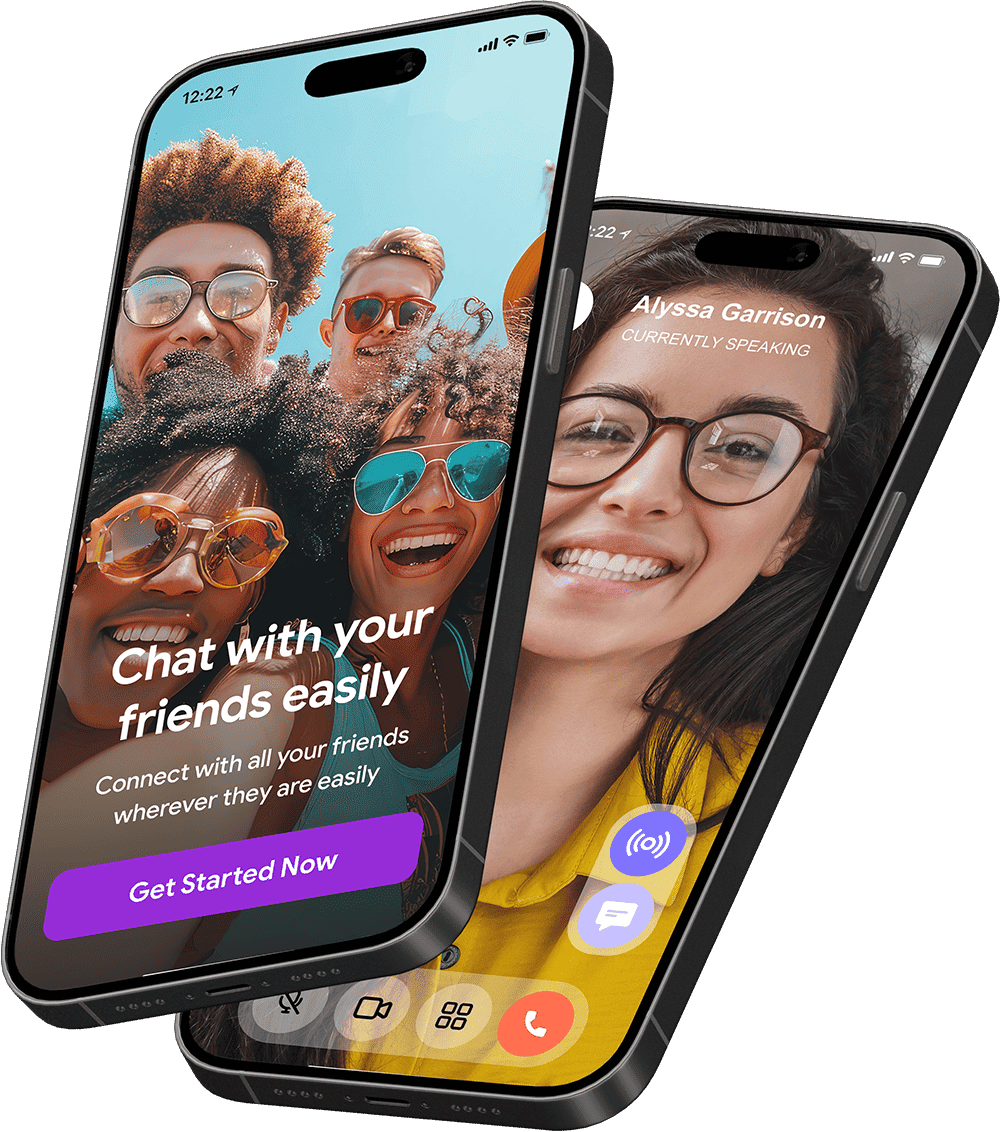 12:22
Chat with your
friends easily
Connect with all your friends
wherever they are easily
Get Started Now
:22
Alyssa Garrison
CURRENTLY SPEAKING